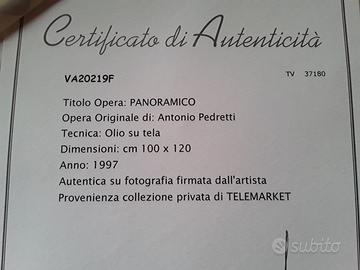 Certificato di Autenticità
VA20219F
TV 37180
Titolo Opera: PANORAMICO
Opera Originale di: Antonio Pedretti
Tecnica: Olio su tela
Dimensioni: cm 100 x 120
Anno: 1997
Autentica su fotografia firmata dall'artista
Provenienza collezione privata di TELEMARKET
subito